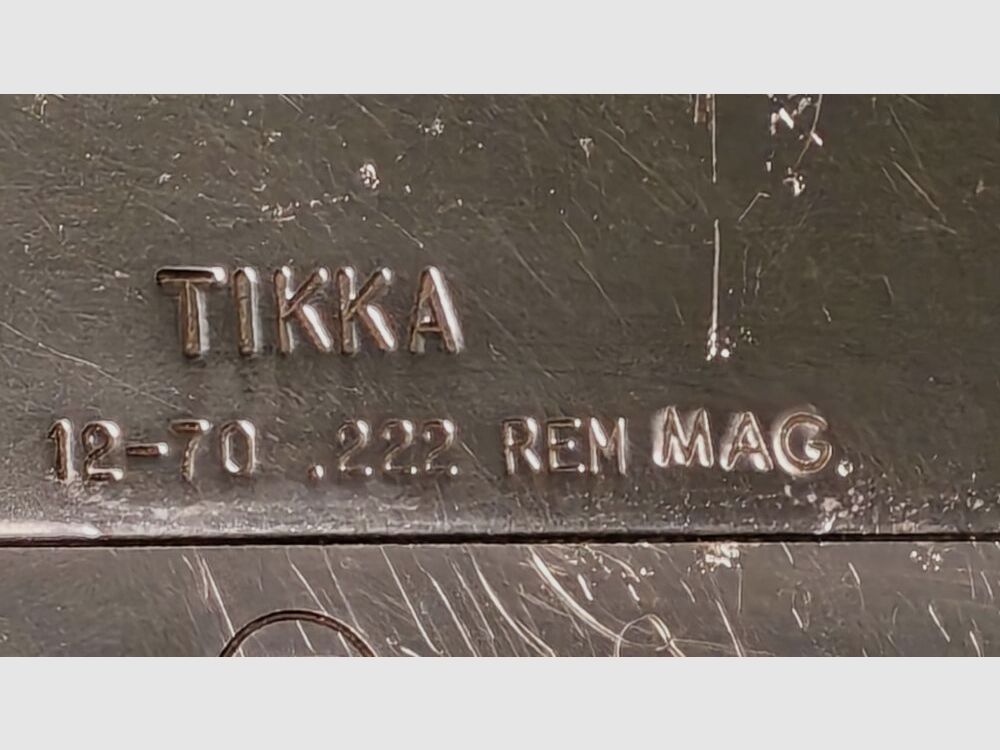 TIKKA
12-70 .222 REM MAG.